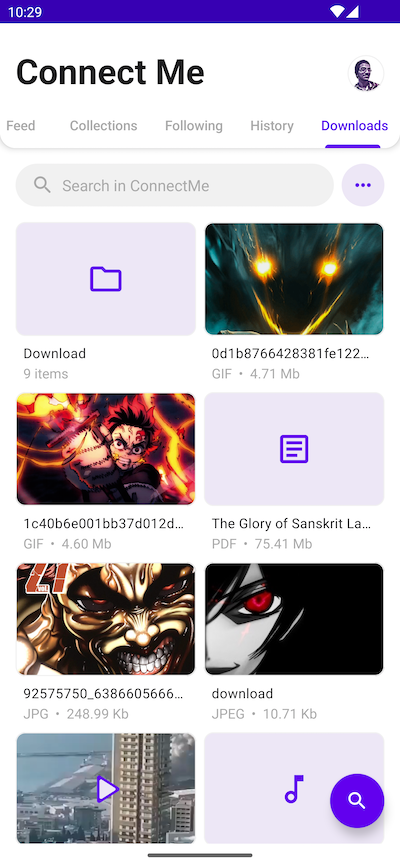 10:29
Connect Me
Feed Collections Following History Downloads
Search in ConnectMe
Download
9 items
0d1b8766428381fe122...
GIF • 4.71 Mb
1c40b6e001bb37d012d...
GIF • 4.60 Mb
The Glory of Sanskrit La...
PDF • 75.41 Mb
92575750_6386605666...
JPG • 248.99 Kb
download
JPEG • 10.71 Kb